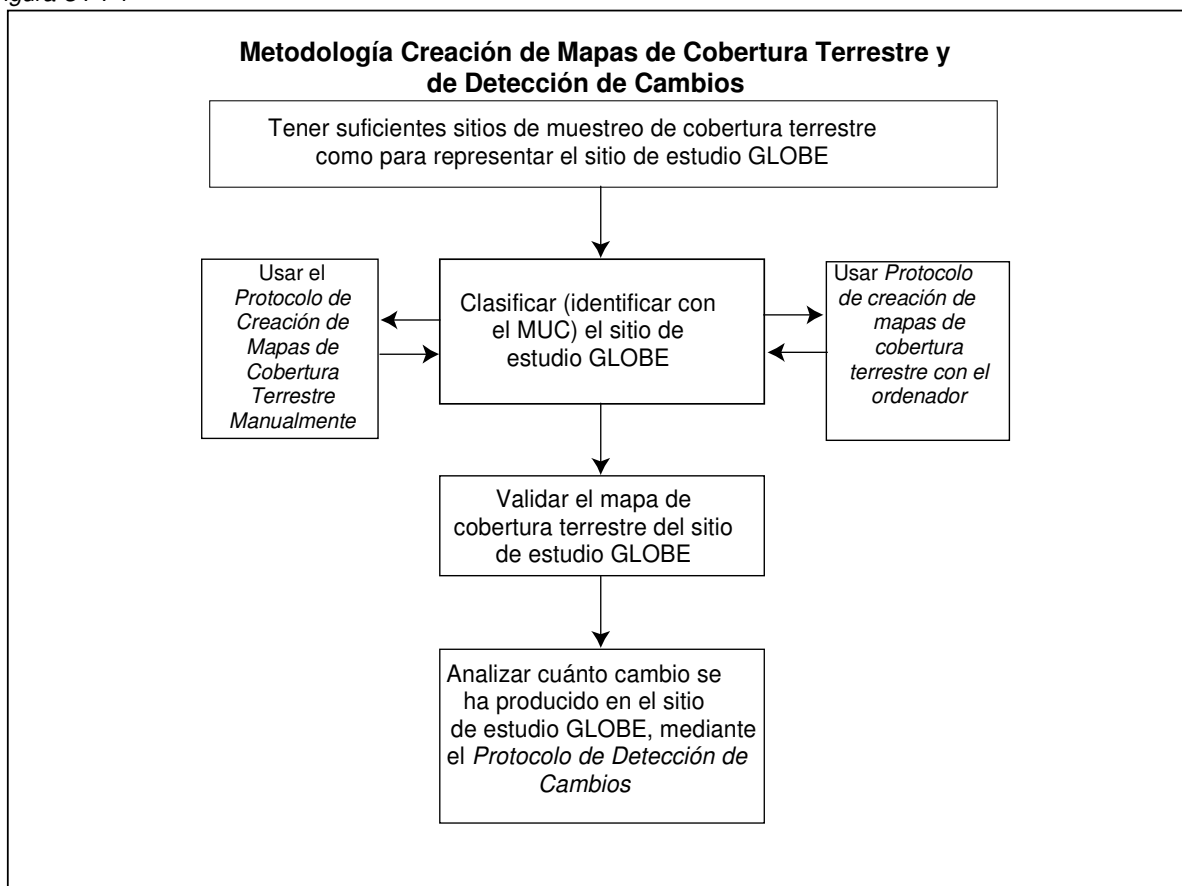 Metodología Creación de Mapas de Cobertura Terrestre y
de Detección de Cambios
Tener suficientes sitios de muestreo de cobertura terrestre
como para representar el sitio de estudio GLOBE
Usar el
Protocolo de
Creación de
Mapas de
Cobertura
Terrestre
Manualmente
Clasificar (identificar con
el MUC) el sitio de
estudio GLOBE
Usar Protocolo
de creación de
mapas de
cobertura
terrestre con el
ordenador
Validar el mapa de
cobertura terrestre del sitio
de estudio GLOBE
Analizar cuánto cambio se
ha producido en el sitio
de estudio GLOBE, mediante
el Protocolo de Detección de
Cambios